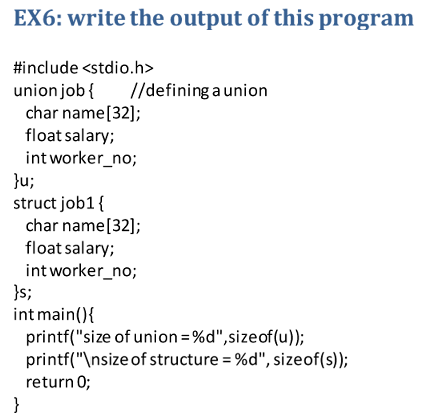 EX6: write the output of this program
#include <stdio.h>
union job { //defining a union
char name[32];
float salary;
int worker_no;
}u;
struct job1 {
char name[32];
float salary;
int worker_no;
}s;
int main(){
printf("size of union = %d",sizeof(u));
printf("\nsize of structure = %d", sizeof(s));
return 0;
}